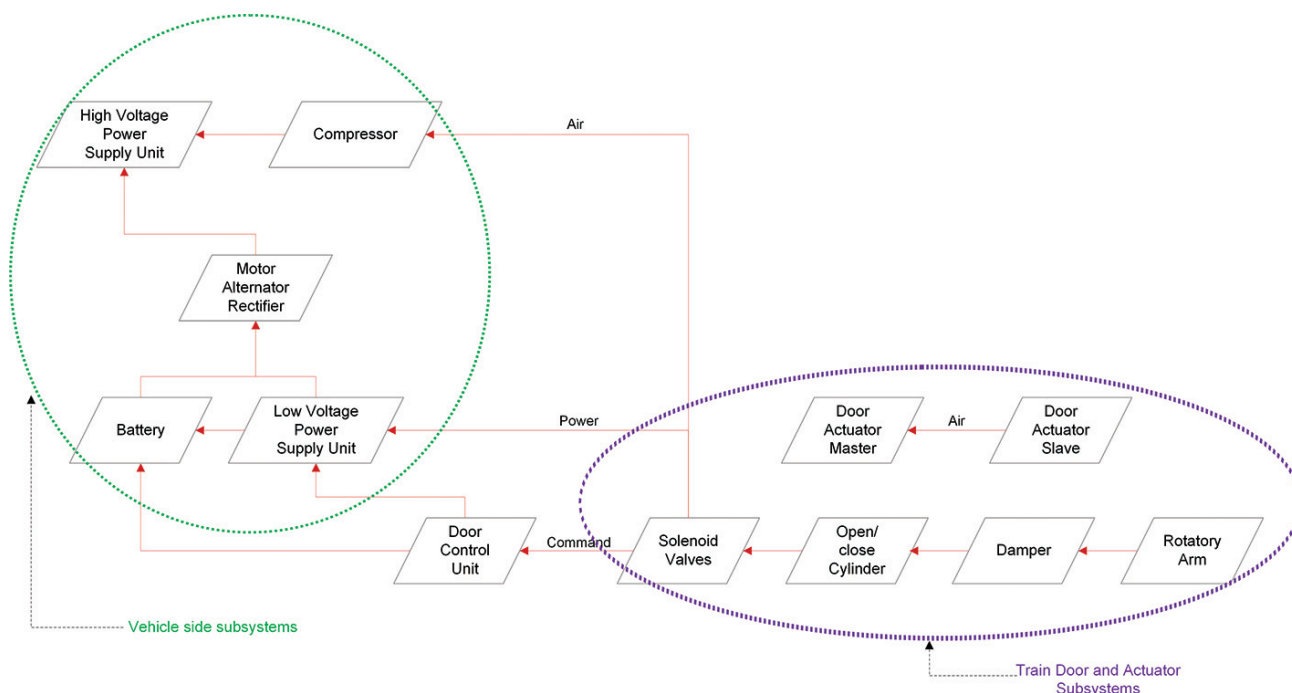 High Voltage
Power
Supply Unit
Compressor
Air
Motor
Alternator
Rectifier
Battery
Low Voltage
Power
Supply Unit
Power
Door
Actuator
Master
Air
Door
Actuator
Slave
Door
Control
Unit
Command
Solenoid
Valves
Open/
close
Cylinder
Damper
Rotatory
Arm
Vehicle side subsystems
Train Door and Actuator
Subsystems